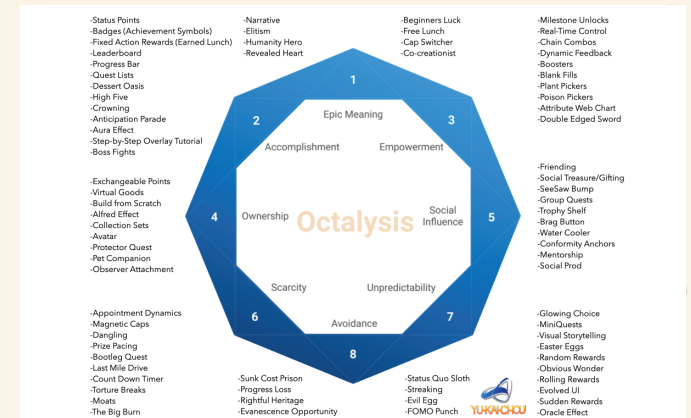 -Status Points
-Badges (Achievement Symbols)
-Fixed Action Rewards (Earned Lunch)
-Leaderboard
-Progress Bar
-Quest Lists
-Dessert Oasis
-High Five
-Crowning
-Anticipation Parade
-Aura Effect
-Step-by-Step Overlay Tutorial
-Boss Fights
-Narrative
-Elitism
-Humanity Hero
-Revealed Heart
-Beginners Luck
-Free Lunch
-Cap Switcher
-Co-creationist
-Milestone Unlocks
-Real-Time Control
-Chain Combos
-Dynamic Feedback
-Boosters
-Blank Fills
-Plant Pickers
-Poison Pickers
-Attribute Web Chart
-Double Edged Sword
1
Epic Meaning
2
Accomplishment
3
Empowerment
-Exchangeable Points
-Virtual Goods
-Build from Scratch
-Alfred Effect
-Collection Sets
-Avatar
-Protector Quest
-Pet Companion
-Observer Attachment
4
Ownership
Octalysis
Social
Influence
5
-Friending
-Social Treasure/Gifting
-SeeSaw Bump
-Group Quests
-Trophy Shelf
-Brag Button
-Water Cooler
-Conformity Anchors
-Mentorship
-Social Prod
Scarcity
6
Unpredictability
7
Avoidance
8
-Appointment Dynamics
-Magnetic Caps
-Dangling
-Prize Pacing
-Bootleg Quest
-Last Mile Drive
-Count Down Timer
-Torture Breaks
-Moats
-The Big Burn
-Sunk Cost Prison
-Progress Loss
-Rightful Heritage
-Evanescence Opportunity
-Status Quo Sloth
-Streaking
-Evil Egg
-FOMO Punch
YUKAICHOU
-Glowing Choice
-MiniQuests
-Visual Storytelling
-Easter Eggs
-Random Rewards
-Obvious Wonder
-Rolling Rewards
-Evolved UI
-Sudden Rewards
-Oracle Effect